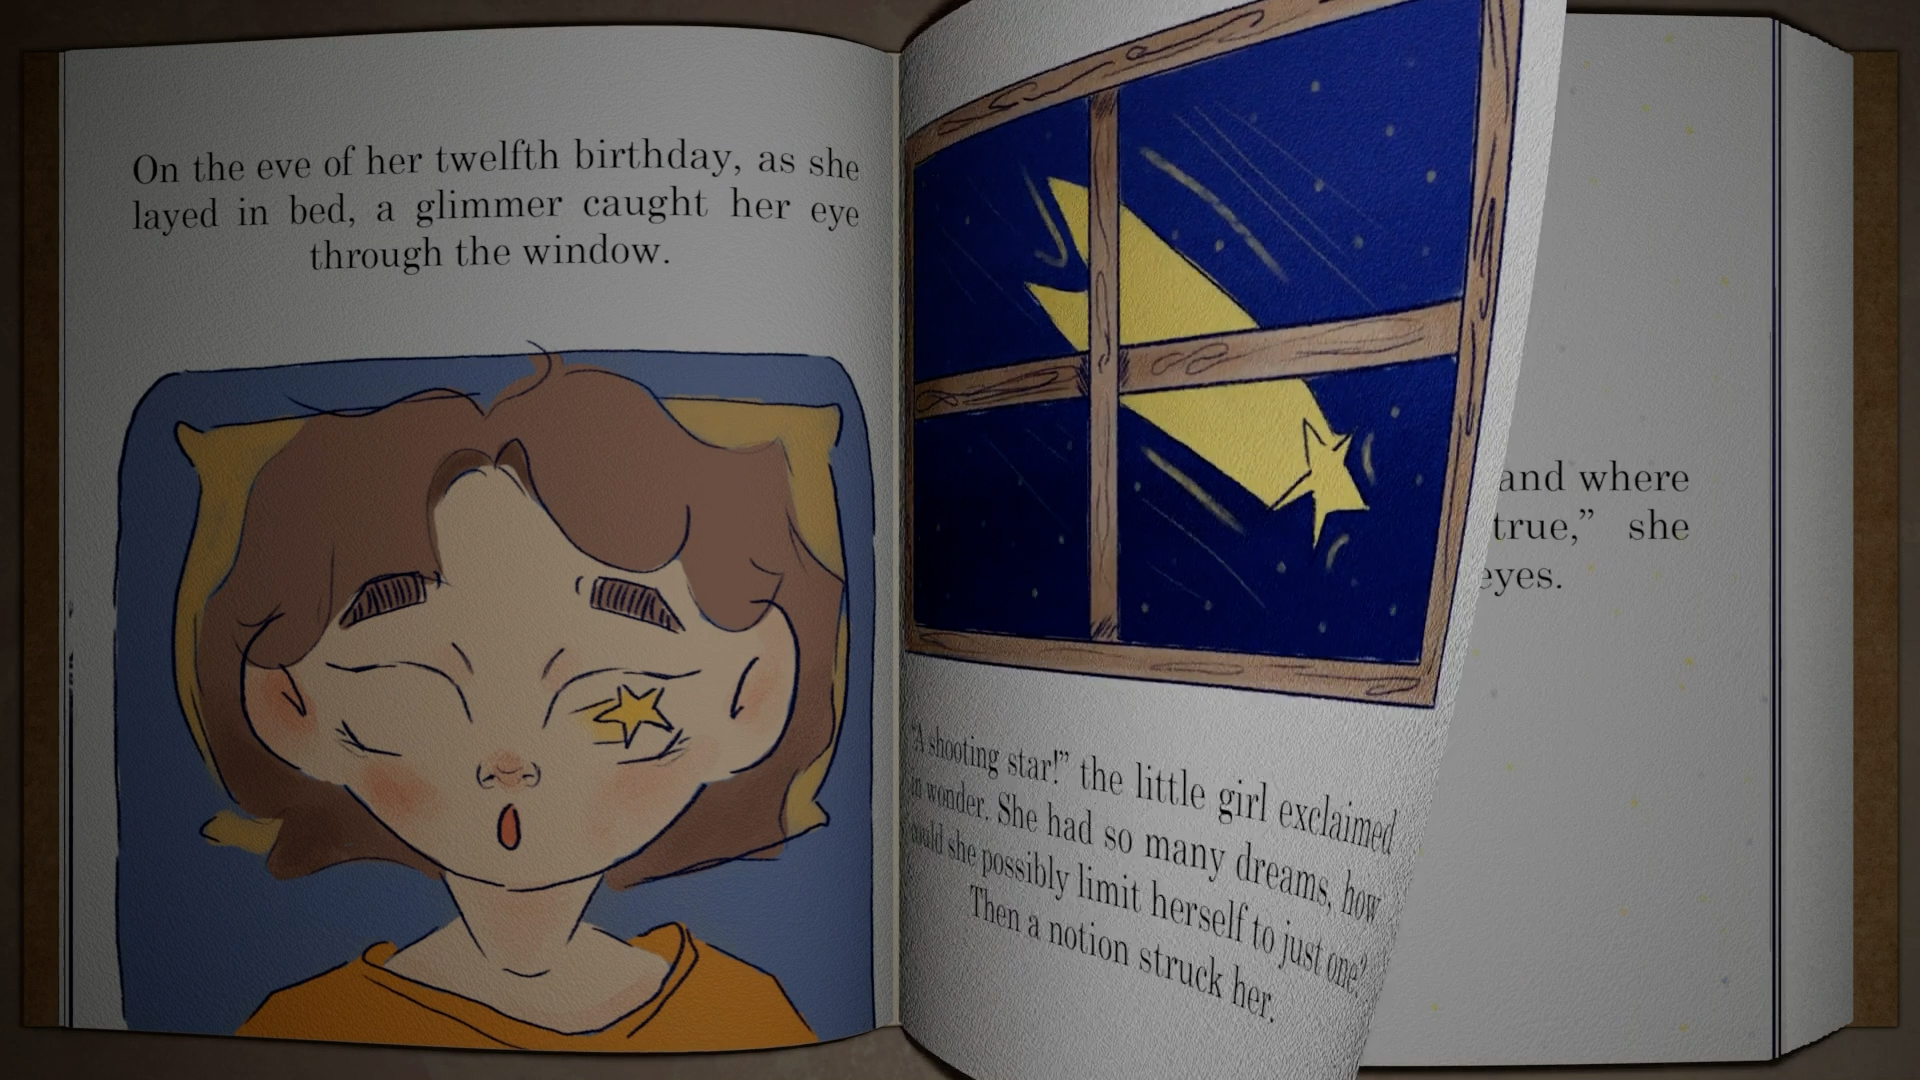 On the eve of her twelfth birthday, as she
layed in bed, a glimmer caught her eye
through the window.
“A shooting star!” the little girl exclaimed
in wonder. She had so many dreams, how
could she possibly limit herself to just one?
Then a notion struck her.
and where
true,” she
eyes.